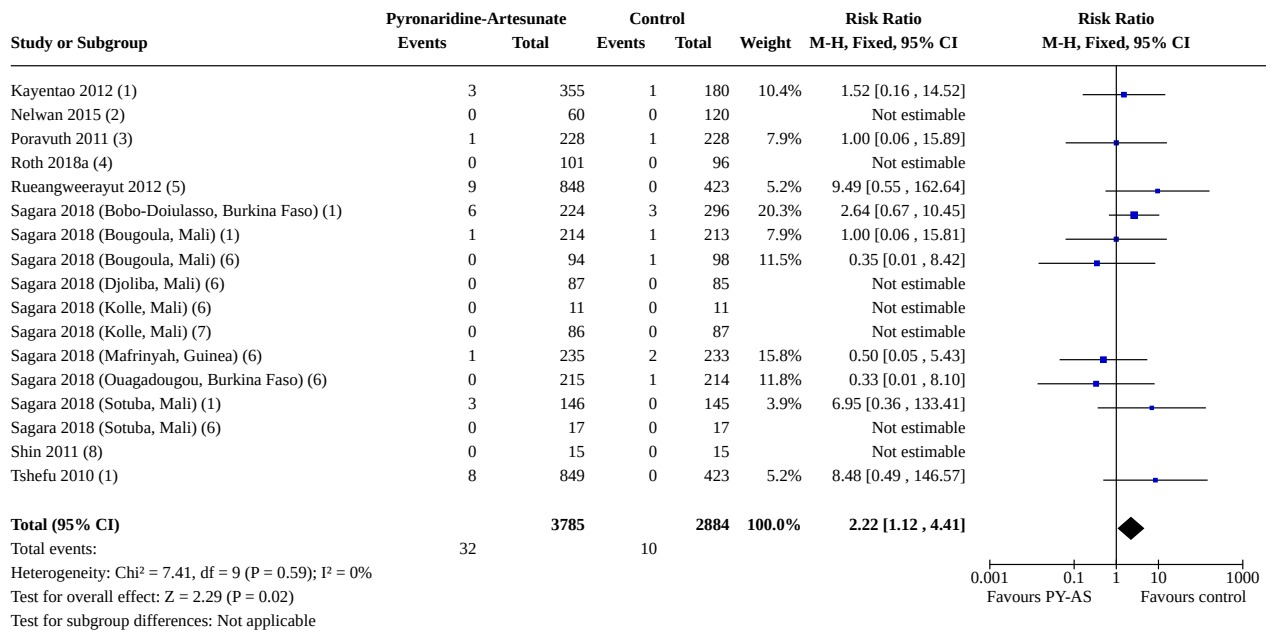 Pyronaridine-Artesunate Control Risk Ratio Risk Ratio
Study or Subgroup Events Total Events Total Weight M-H, Fixed, 95% CI M-H, Fixed, 95% CI
Kayentao 2012 (1) 3 355 1 180 10.4% 1.52 [0.16 , 14.52]
Nelwan 2015 (2) 0 60 0 120 Not estimable
Poravuth 2011 (3) 1 228 1 228 7.9% 1.00 [0.06 , 15.89]
Roth 2018a (4) 0 101 0 96 Not estimable
Rueangweerayut 2012 (5) 9 848 0 423 5.2% 9.49 [0.55 , 162.64]
Sagara 2018 (Bobo-Doiulasso, Burkina Faso) (1) 6 224 3 296 20.3% 2.64 [0.67 , 10.45]
Sagara 2018 (Bougoula, Mali) (1) 1 214 1 213 7.9% 1.00 [0.06 , 15.81]
Sagara 2018 (Bougoula, Mali) (6) 0 94 1 98 11.5% 0.35 [0.01 , 8.42]
Sagara 2018 (Djoliba, Mali) (6) 0 87 0 85 Not estimable
Sagara 2018 (Kolle, Mali) (6) 0 11 0 11 Not estimable
Sagara 2018 (Kolle, Mali) (7) 0 86 0 87 Not estimable
Sagara 2018 (Mafrinyah, Guinea) (6) 1 235 2 233 15.8% 0.50 [0.05 , 5.43]
Sagara 2018 (Ouagadougou, Burkina Faso) (6) 0 215 1 214 11.8% 0.33 [0.01 , 8.10]
Sagara 2018 (Sotuba, Mali) (1) 3 146 0 145 3.9% 6.95 [0.36 , 133.41]
Sagara 2018 (Sotuba, Mali) (6) 0 17 0 17 Not estimable
Shin 2011 (8) 0 15 0 15 Not estimable
Tshefu 2010 (1) 8 849 0 423 5.2% 8.48 [0.49 , 146.57]
Total (95% CI) 3785 2884 100.0% 2.22 [1.12 , 4.41]
Total events: 32 10
Heterogeneity: Chi² = 7.41, df = 9 (P = 0.59); I² = 0%
Test for overall effect: Z = 2.29 (P = 0.02)
Test for subgroup differences: Not applicable
0.001 0.1 1 10 1000
Favours PY-AS Favours control